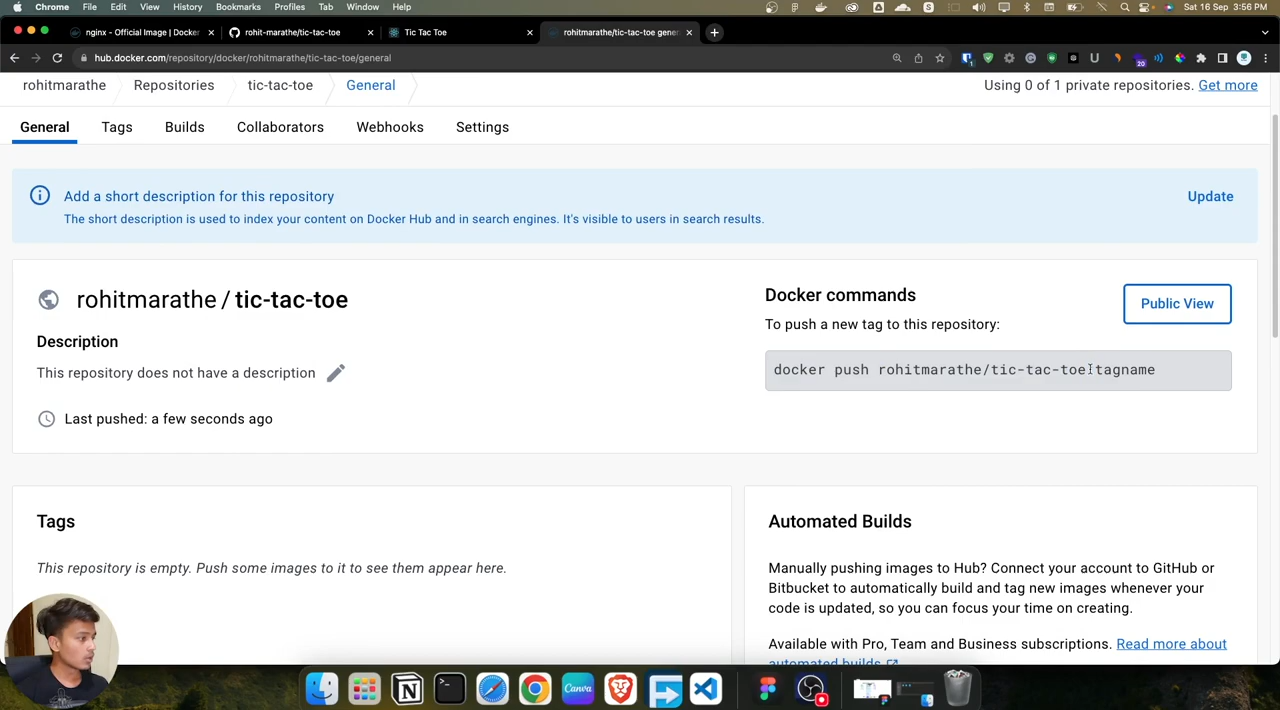 Chrome File Edit View History Bookmarks Profiles Tab Window Help Sat 16 Sep 3:56 PM
nginx - Official Image | Docker rohit-marathe/tic-tac-toe Tic Tac Toe rohitmarathe/tic-tac-toe gener
hub.docker.com/repository/docker/rohitmarathe/tic-tac-toe/general
20
rohitmarathe Repositories tic-tac-toe General Using 0 of 1 private repositories. Get more
General Tags Builds Collaborators Webhooks Settings
Add a short description for this repository Update
The short description is used to index your content on Docker Hub and in search engines. It's visible to users in search results.
rohitmarathe / tic-tac-toe
Docker commands
Public View
To push a new tag to this repository:
Description
This repository does not have a description
docker push rohitmarathe/tic-tac-toe:tagname
Last pushed: a few seconds ago
Tags
This repository is empty. Push some images to it to see them appear here.
Automated Builds
Manually pushing images to Hub? Connect your account to GitHub or
Bitbucket to automatically build and tag new images whenever your
code is updated, so you can focus your time on creating.
Available with Pro, Team and Business subscriptions. Read more about
automated builds
Canva